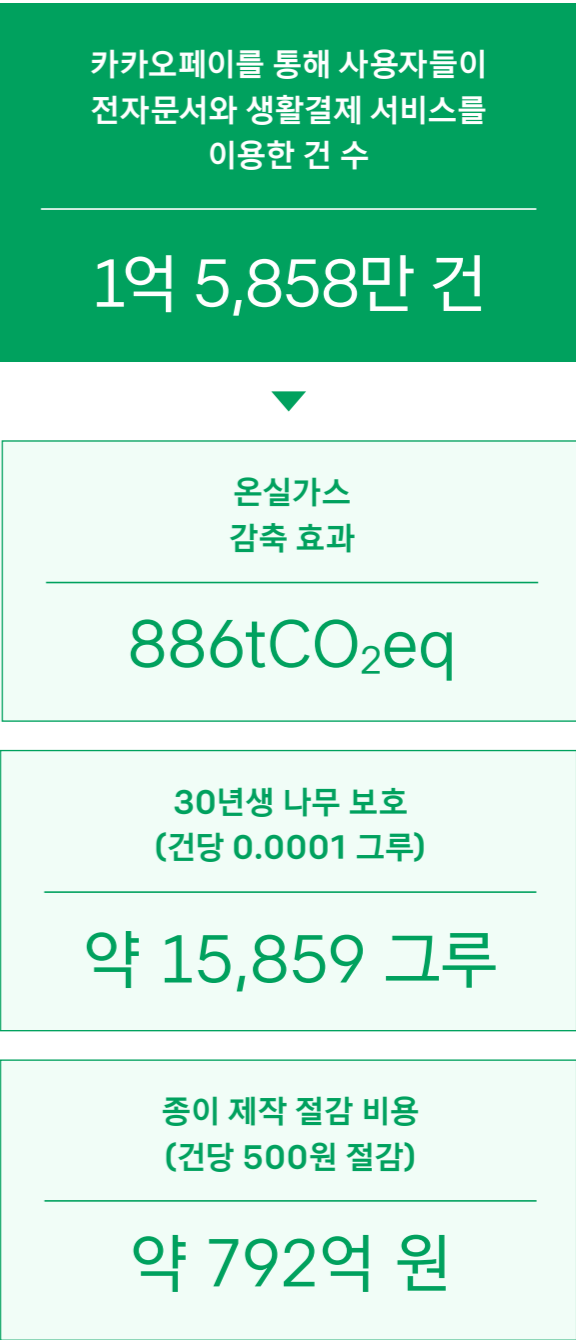 카카오페이를 통해 사용자들이
전자문서와 생활결제 서비스를
이용한 건 수
1억 5,858만 건
온실가스
감축 효과
886tCO₂eq
30년생 나무 보호
(건당 0.0001 그루)
약 15,859 그루
종이 제작 절감 비용
(건당 500원 절감)
약 792억 원